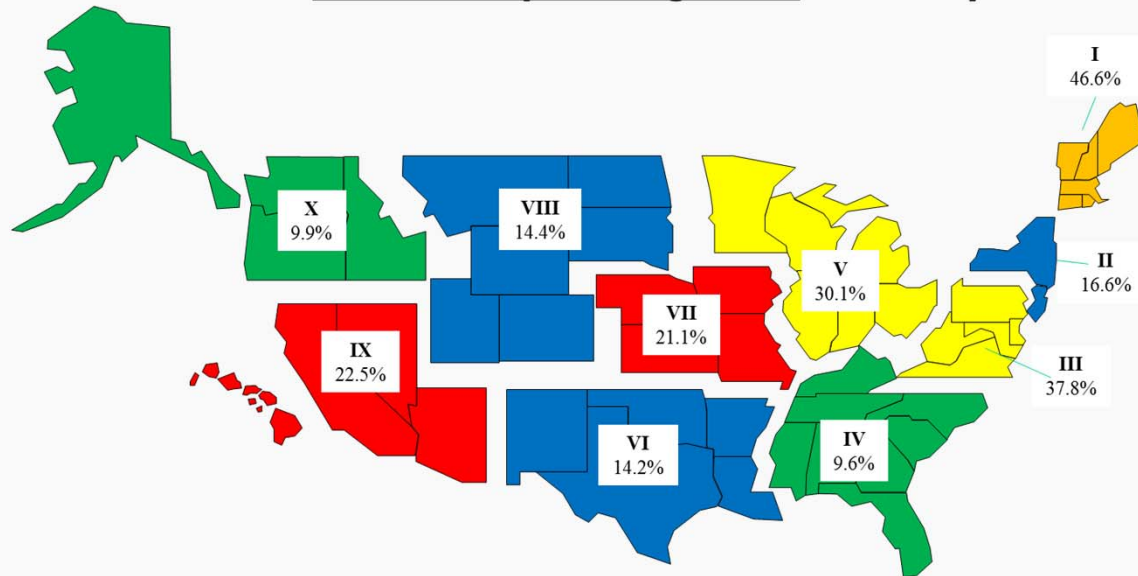 I
46.6%
X
9.9%
VIII
14.4%
V
30.1%
II
16.6%
VII
21.1%
IX
22.5%
III
37.8%
VI
14.2%
IV
9.6%